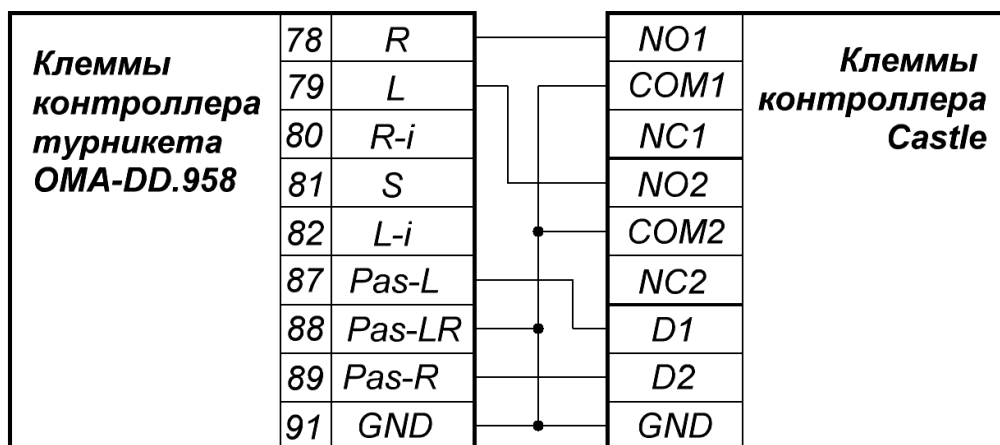 Клеммы
контроллера
турникета
ОМА-DD.958
78 R
79 L
80 R-i
81 S
82 L-i
87 Pas-L
88 Pas-LR
89 Pas-R
91 GND
NO1
COM1
NC1
NO2
COM2
NC2
D1
D2
GND
Клеммы
контроллера
Castle